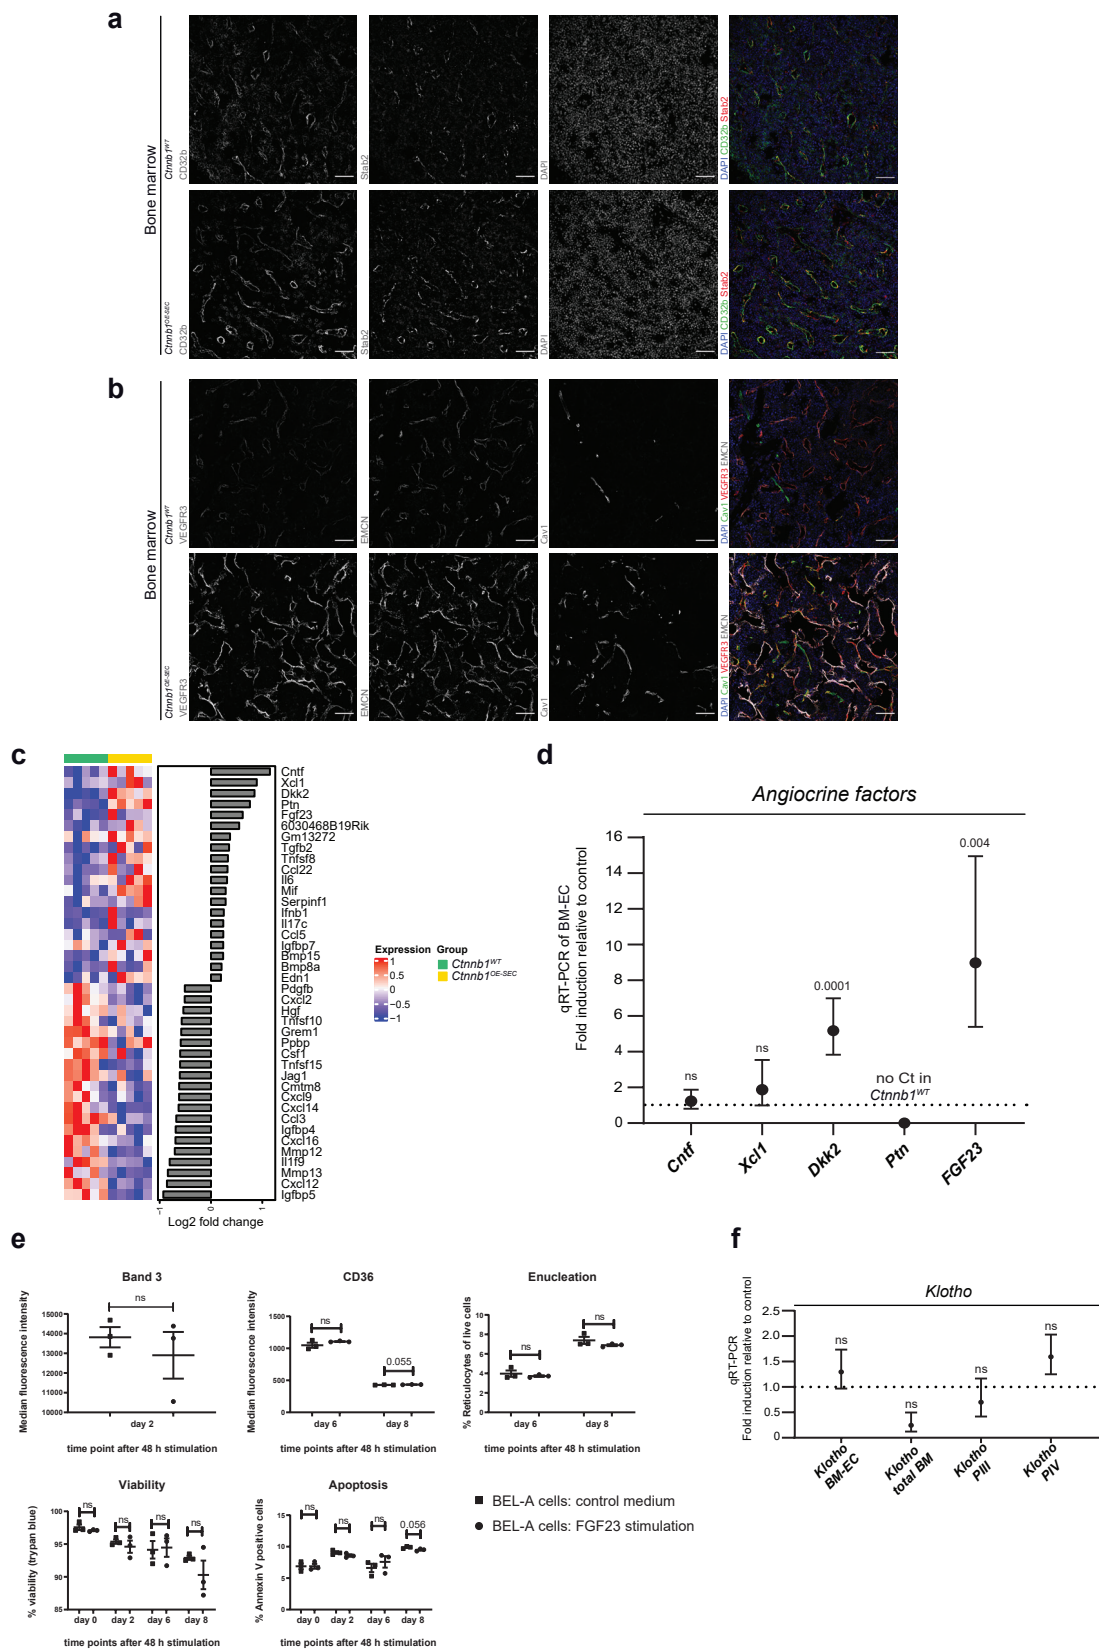 a
Bone marrow
Ctnnb1WT
CD32b
Stab2
DAPI
DAPI CD32b Stab2
Ctnnb1OE-SEC
CD32b
Stab2
DAPI
DAPI CD32b Stab2
b
Bone marrow
Ctnnb1WT
VEGFR3
EMCN
Cav1
DAPI Cav1 VEGFR3 EMCN
Ctnnb1OE-SEC
VEGFR3
EMCN
Cav1
DAPI Cav1 VEGFR3 EMCN
c
Cntf
Xcl1
Dkk2
Ptn
Fgf23
6030468B19Rik
Gm13272
Tgfb2
Tnfsf8
Ccl22
Il6
Mif
Serpinf1
Ifnb1
Il17c
Ccl5
Igfbp7
Bmp15
Bmp8a
Edn1
Pdgfb
Cxcl2
Hgf
Tnfsf10
Grem1
Ppbp
Csf1
Tnfsf15
Jag1
Cmtm8
Cxcl9
Cxcl14
Ccl3
Igfbp4
Cxcl16
Mmp12
Il1f9
Mmp13
Cxcl12
Igfbp5
−1 0 1
Log2 fold change
Expression Group
1
0.5
0
−0.5
−1
Ctnnb1WT
Ctnnb1OE-SEC
d
Angiocrine factors
qRT-PCR of BM-EC
Fold induction relative to control
16
14
12
10
8
6
4
2
0
ns
ns
0.0001
no Ct in
Ctnnb1WT
0.004
Cntf Xcl1 Dkk2 Ptn FGF23
e
Band 3
Median fluorescence intensity
15000
14000
13000
12000
11000
10000
ns
day 2
time point after 48 h stimulation
CD36
Median fluorescence intensity
1500
1000
500
0
ns
0.055
day 6 day 8
time points after 48 h stimulation
Enucleation
% Reticulocytes of live cells
10
8
6
4
2
0
ns
ns
day 6 day 8
time points after 48 h stimulation
Viability
% viability (trypan blue)
100
95
90
85
ns ns ns ns
day 0 day 2 day 6 day 8
time points after 48 h stimulation
Apoptosis
% Annexin V positive cells
15
10
5
0
ns ns ns 0.056
day 0 day 2 day 6 day 8
time points after 48 h stimulation
BEL-A cells: control medium
BEL-A cells: FGF23 stimulation
f
Klotho
qRT-PCR
Fold induction relative to control
2.5
2.0
1.5
1.0
0.5
0
ns
ns
ns
ns
Klotho
BM-EC
Klotho
total BM
Klotho
PIII
Klotho
PIV